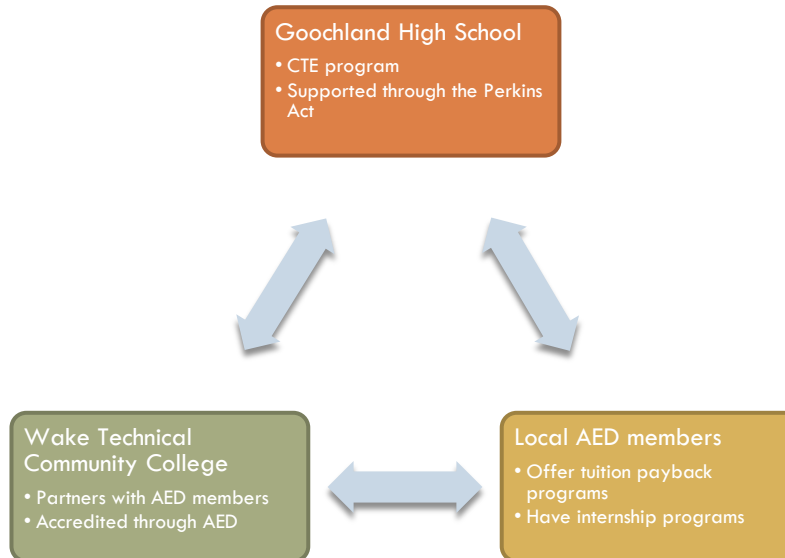 Goochland High School
• CTE program
• Supported through the Perkins
Act
Wake Technical
Community College
• Partners with AED members
• Accredited through AED
Local AED members
• Offer tuition payback
programs
• Have internship programs